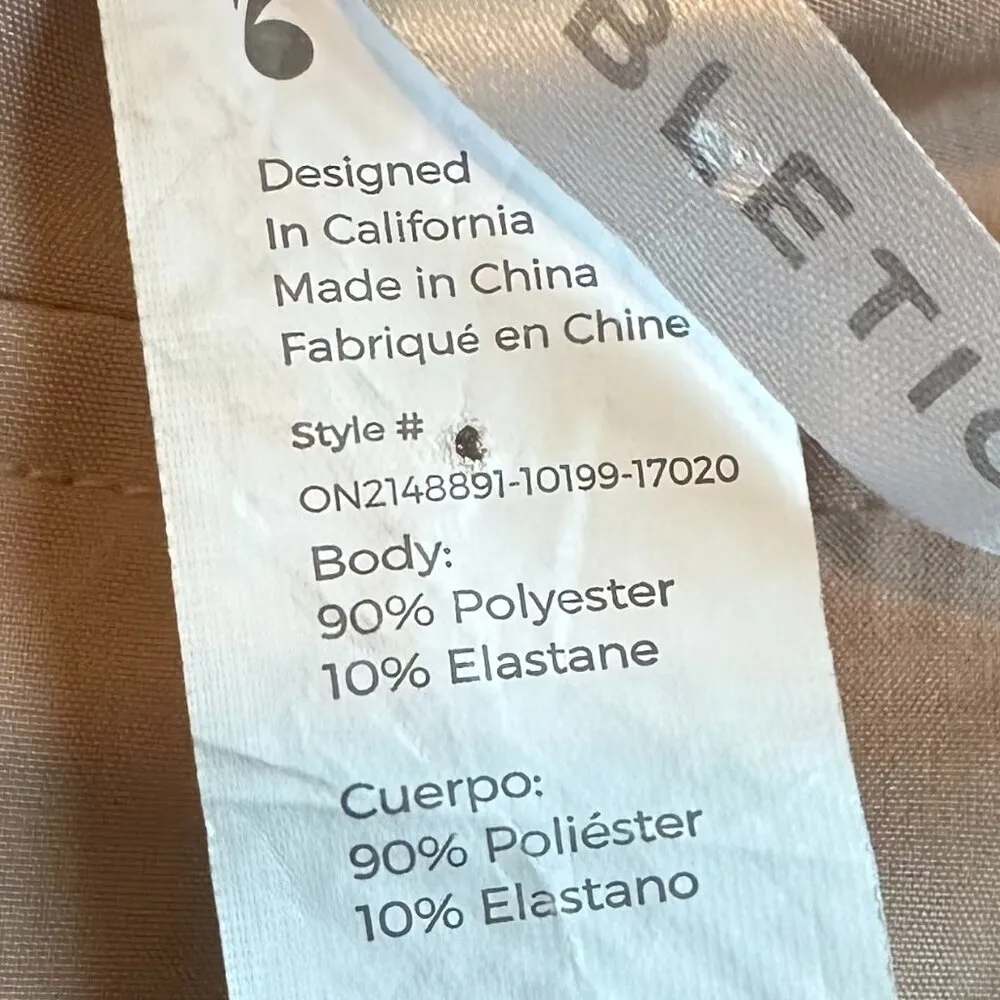 BLETIC
Designed
In California
Made in China
Fabriqué en Chine
Style #
ON2148891-10199-17020
Body:
90% Polyester
10% Elastane
Cuerpo:
90% Poliéster
10% Elastano